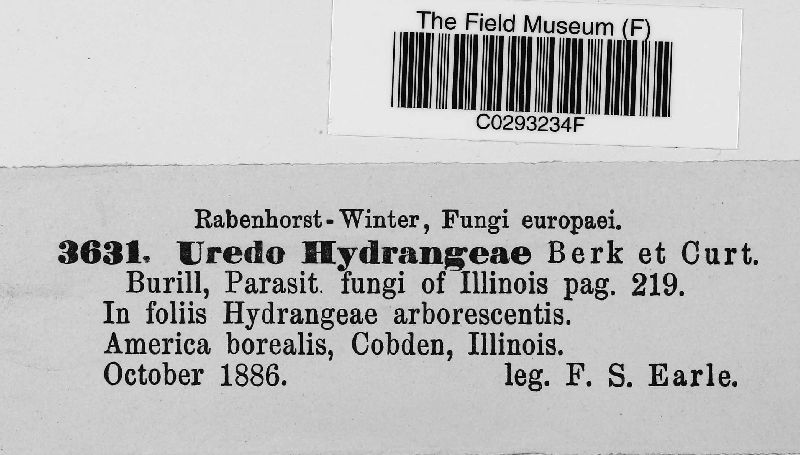 The Field Museum (F)
C0293234F
Rabenhorst-Winter, Fungi europaei.
3631. Uredo Hydrangeae Berk et Curt.
Burill, Parasit. fungi of Illinois pag. 219.
In foliis Hydrangeae arborescentis.
America borealis, Cobden, Illinois.
October 1886. leg. F. S. Earle.